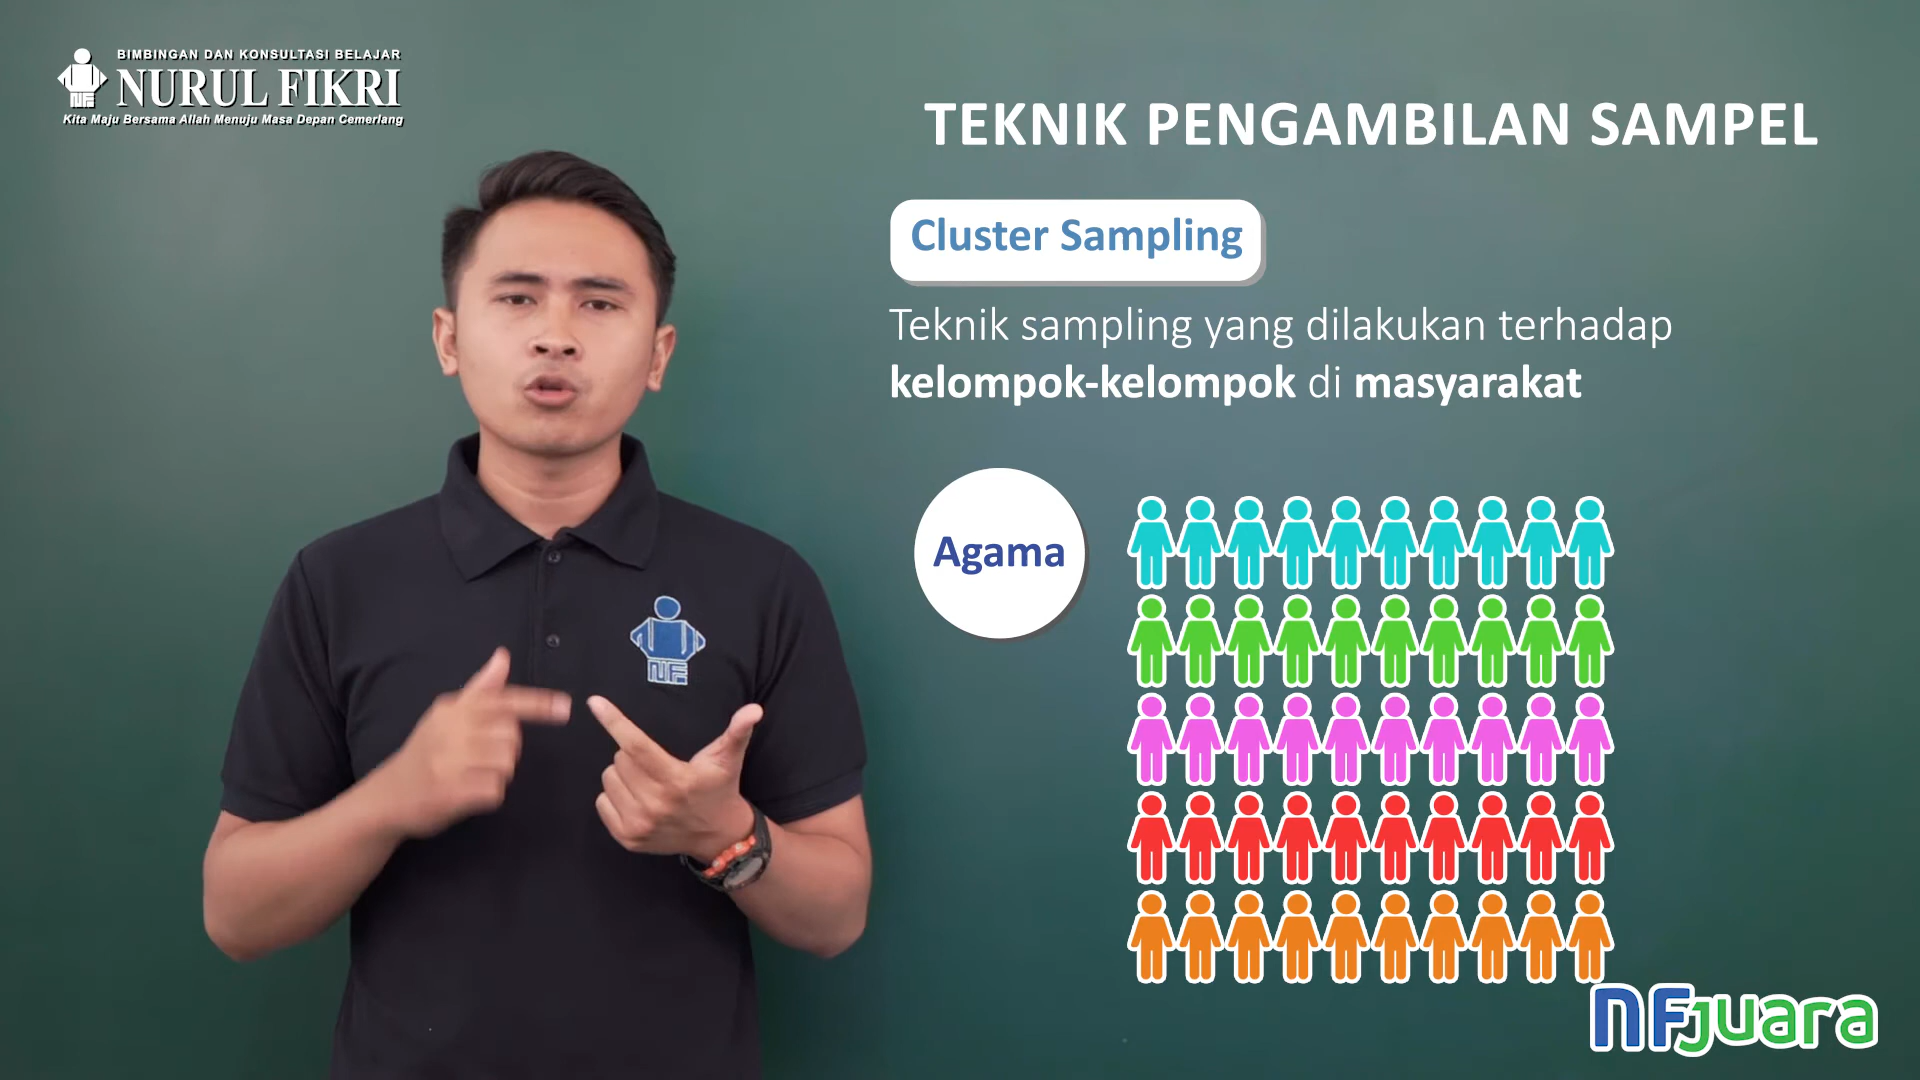 BIMBINGAN DAN KONSULTASI BELAJAR
NURUL FIKRI
Kita Maju Bersama Allah Menuju Masa Depan Cemerlang
TEKNIK PENGAMBILAN SAMPEL
Cluster Sampling
Teknik sampling yang dilakukan terhadap
kelompok-kelompok di masyarakat
Agama
NF
NFjuara